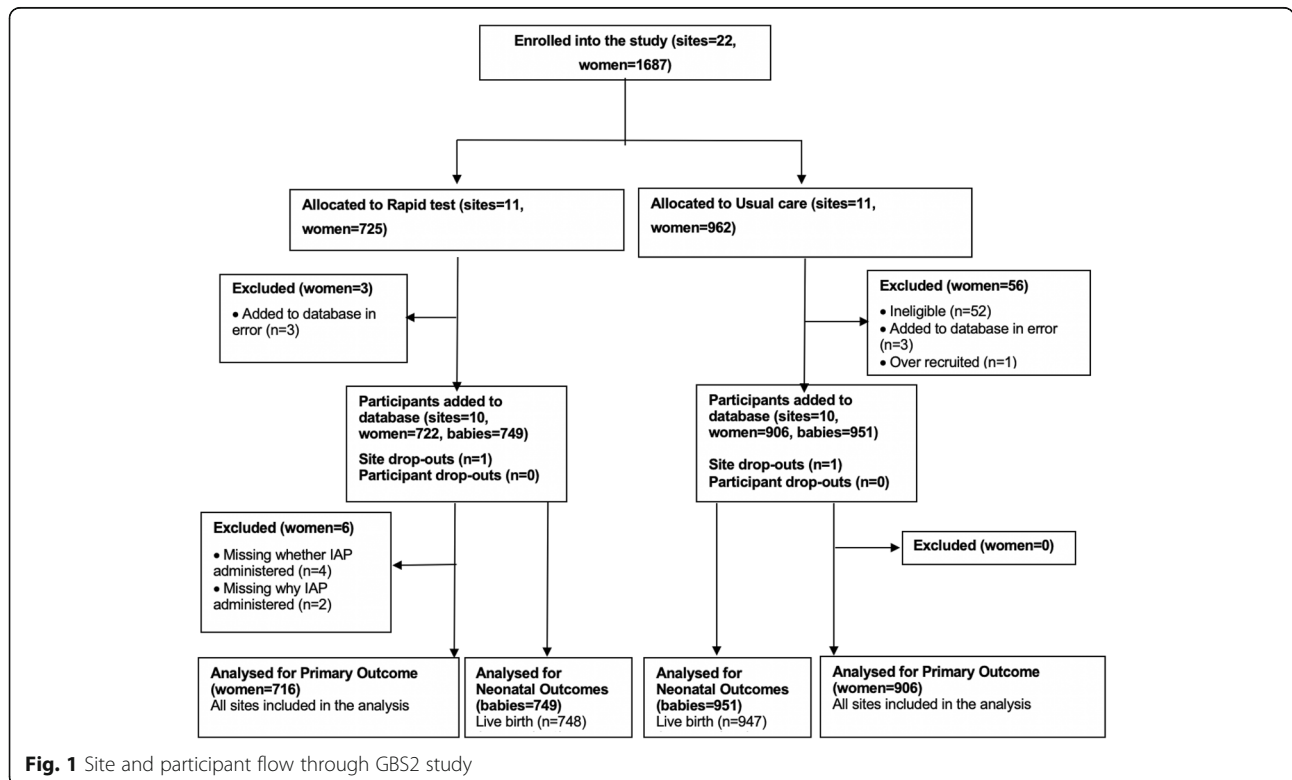 Enrolled into the study (sites=22,
women=1687)
Allocated to Rapid test (sites=11,
women=725)
Allocated to Usual care (sites=11,
women=962)
Excluded (women=3)
• Added to database in
error (n=3)
Excluded (women=56)
• Ineligible (n=52)
• Added to database in error
(n=3)
• Over recruited (n=1)
Participants added to
database (sites=10,
women=722, babies=749)
Site drop-outs (n=1)
Participant drop-outs (n=0)
Participants added to
database (sites=10,
women=906, babies=951)
Site drop-outs (n=1)
Participant drop-outs (n=0)
Excluded (women=6)
• Missing whether IAP
administered (n=4)
• Missing why IAP
administered (n=2)
Excluded (women=0)
Analysed for Primary Outcome
(women=716)
All sites included in the analysis
Analysed for
Neonatal Outcomes
(babies=749)
Live birth (n=748)
Analysed for
Neonatal Outcomes
(babies=951)
Live birth (n=947)
Analysed for Primary Outcome
(women=906)
All sites included in the analysis
Fig. 1 Site and participant flow through GBS2 study